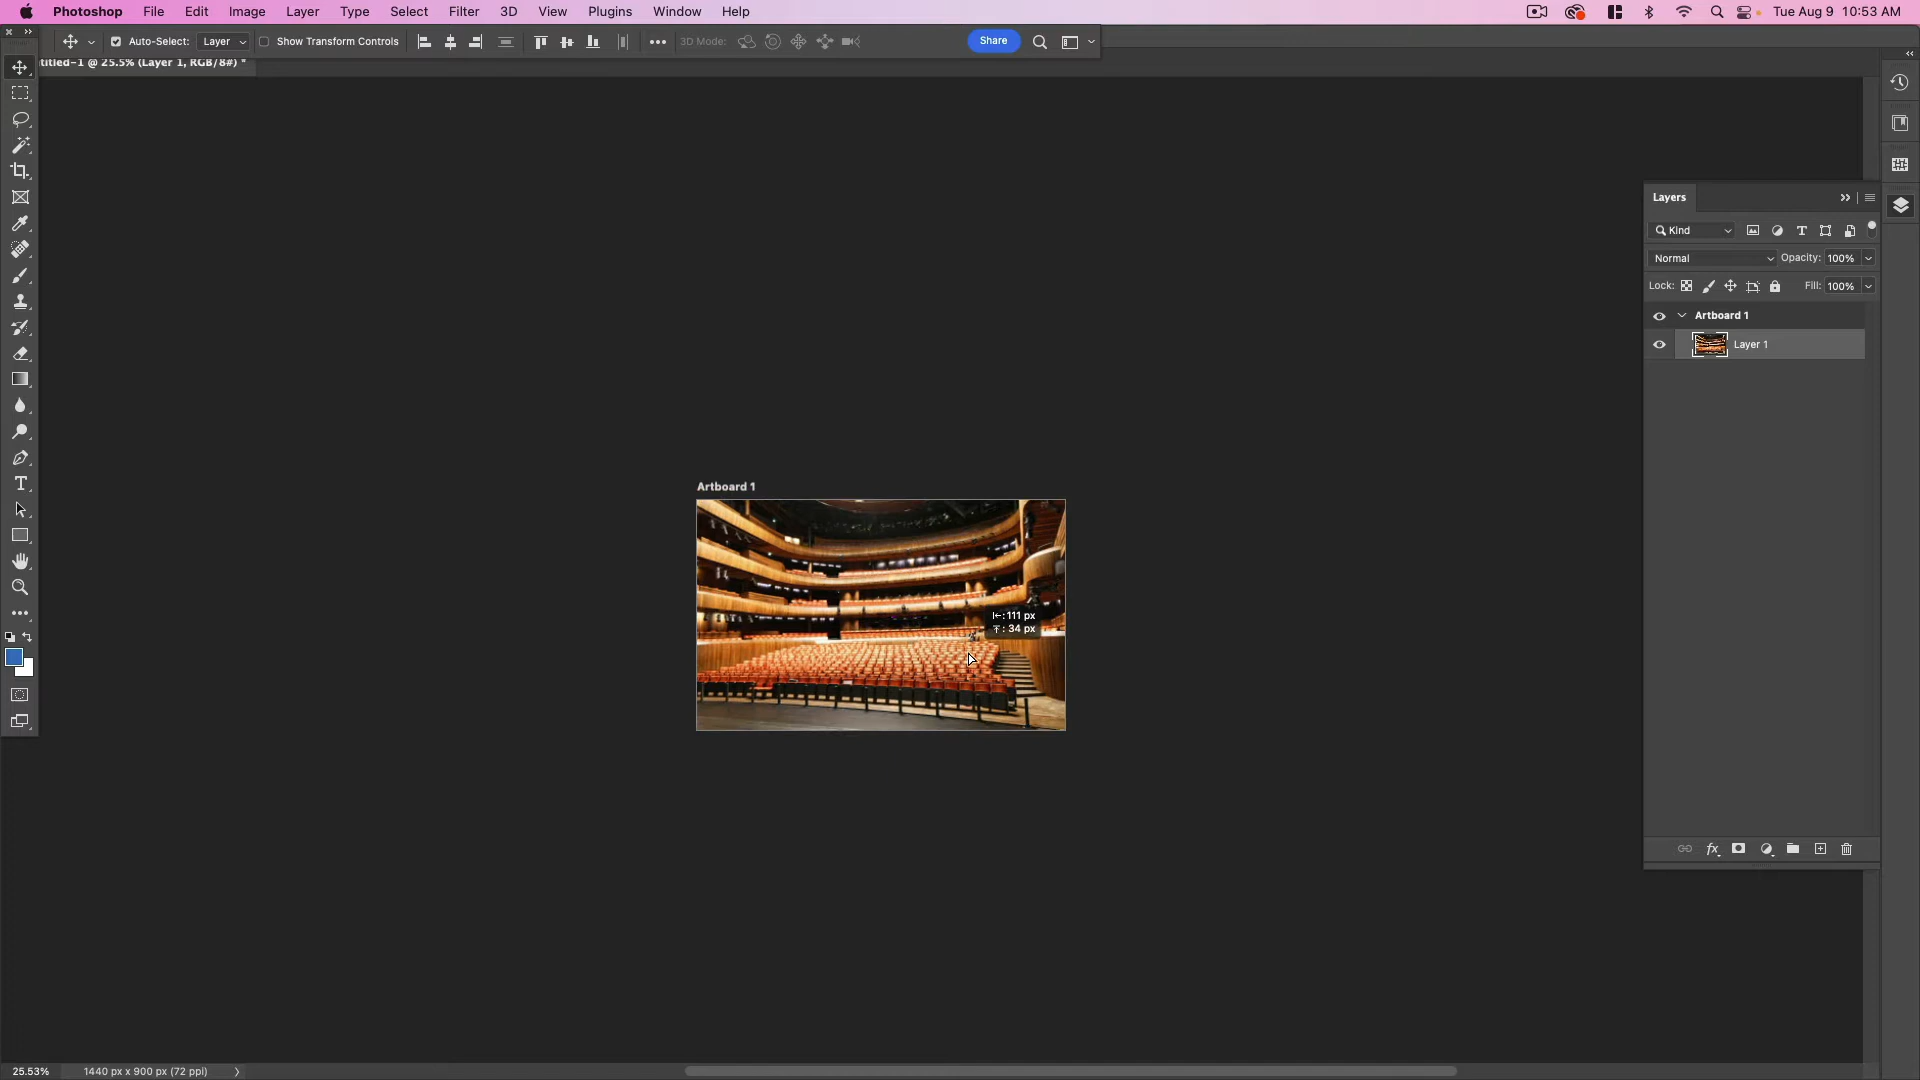 Photoshop File Edit Image Layer Type Select Filter 3D View Plugins Window Help Tue Aug 9 10:53 AM
Auto-Select: Layer Show Transform Controls 3D Mode: Share
titled-1 @ 25.5% (Layer 1, RGB/8#) *
Layers
Kind
Normal Opacity: 100%
Lock: Fill: 100%
Artboard 1
Layer 1
Artboard 1
: 111 px
: 34 px
25.53% 1440 px x 900 px (72 ppi)